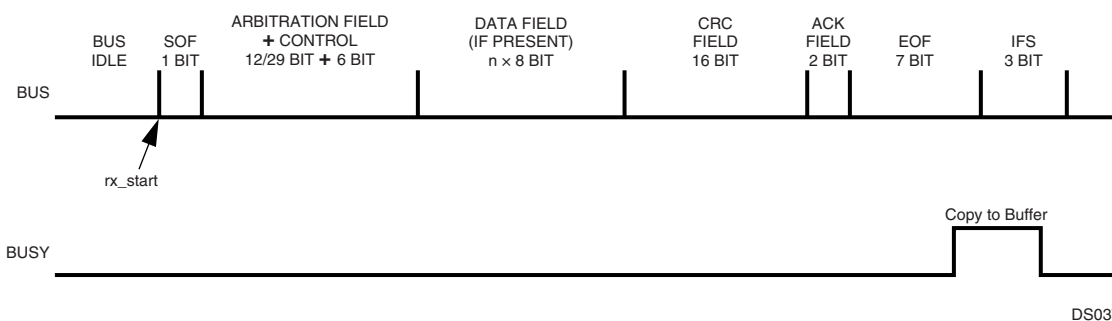 BUS
IDLE
SOF
1 BIT
ARBITRATION FIELD
+ CONTROL
12/29 BIT + 6 BIT
DATA FIELD
(IF PRESENT)
n × 8 BIT
CRC
FIELD
16 BIT
ACK
FIELD
2 BIT
EOF
7 BIT
IFS
3 BIT
BUS
rx_start
Copy to Buffer
BUSY
DS03